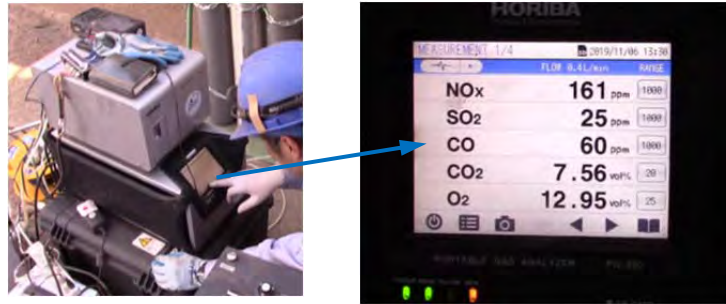 HORIBA
MEASUREMENT 1/4 2019/11/06 13:30
FLOW 0.4L/min RANGE
NOx 161 ppm 1000
SO2 25 ppm 1000
CO 60 ppm 1000
CO2 7.56 vol% 20
O2 12.95 vol% 25
PORTABLE GAS ANALYZER